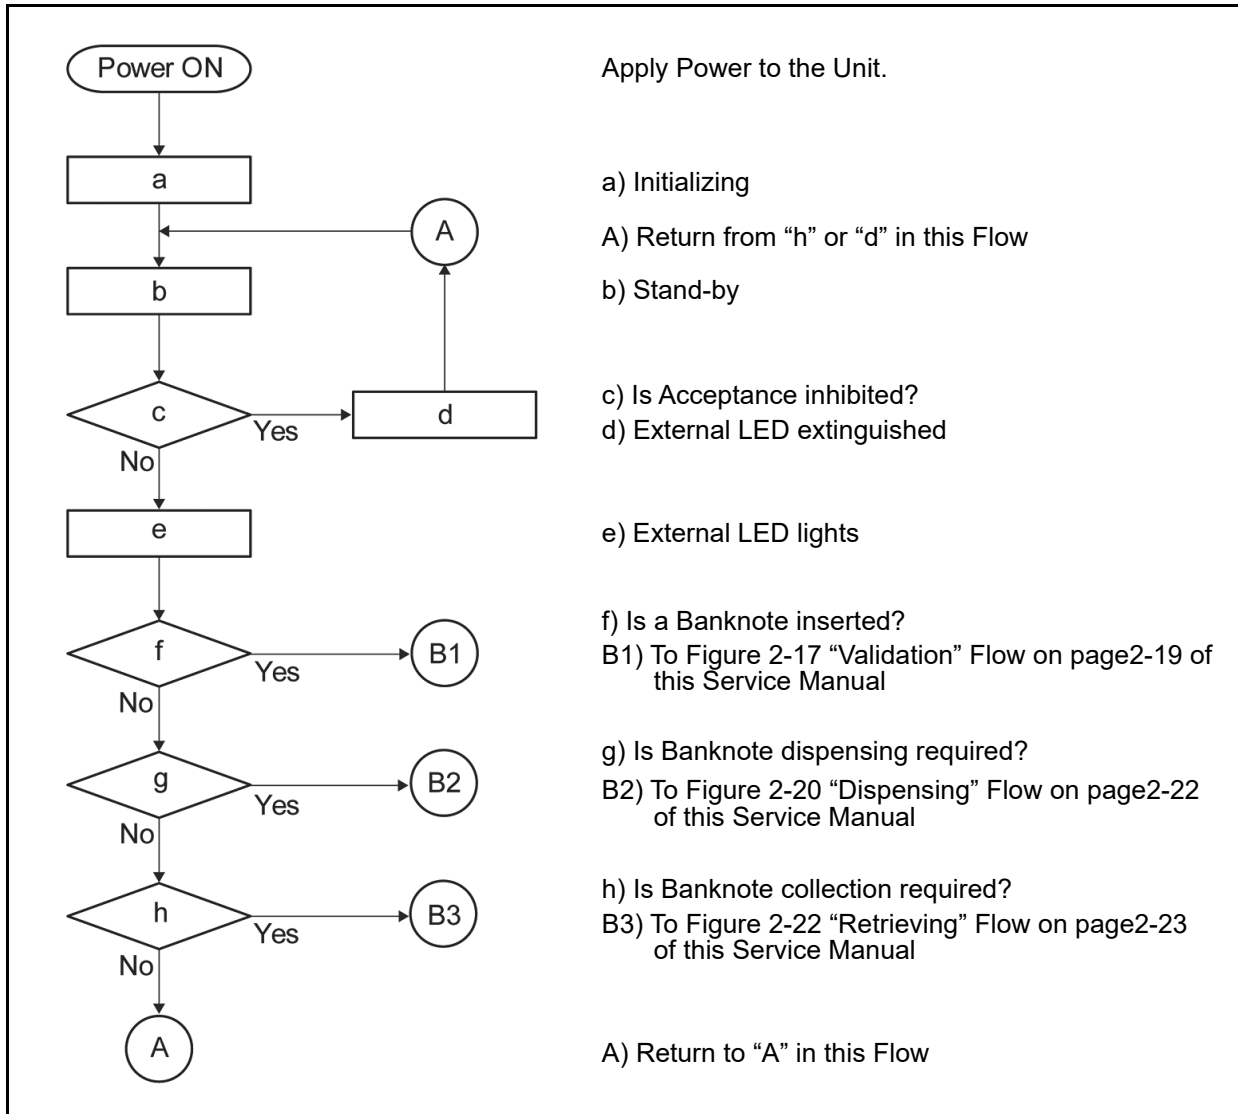 Power ON
Apply Power to the Unit.
a
a) Initializing
A
A) Return from “h” or “d” in this Flow
b
b) Stand-by
c
Yes
No
d
c) Is Acceptance inhibited?
d) External LED extinguished
e
e) External LED lights
f
Yes
No
B1
f) Is a Banknote inserted?
B1) To Figure 2-17 “Validation” Flow on page2-19 of
this Service Manual
g
Yes
No
B2
g) Is Banknote dispensing required?
B2) To Figure 2-20 “Dispensing” Flow on page2-22
of this Service Manual
h
Yes
No
B3
h) Is Banknote collection required?
B3) To Figure 2-22 “Retrieving” Flow on page2-23
of this Service Manual
A
A) Return to “A” in this Flow